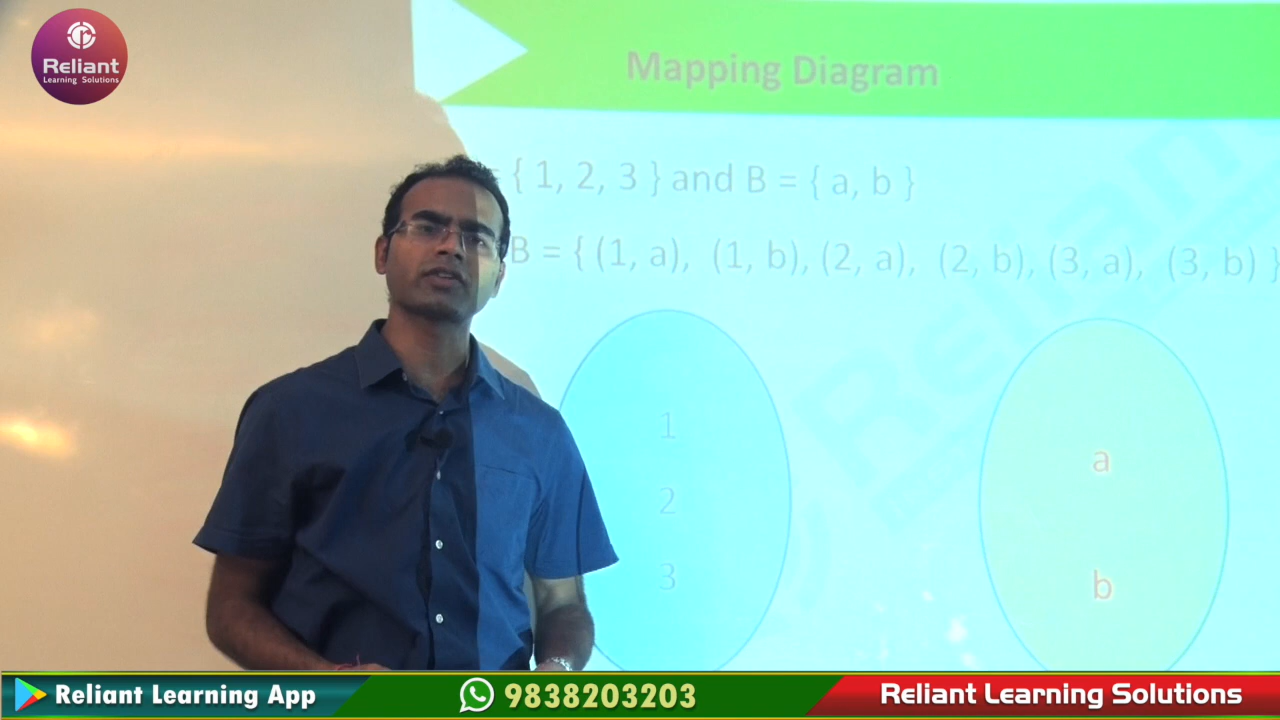 Reliant
Learning Solutions
Mapping Diagram
{ 1, 2, 3 } and B = { a, b }
B = { (1, a), (1, b), (2, a), (2, b), (3, a), (3, b) }
1
a
2
3
b
Reliant Learning App
9838203203
Reliant Learning Solutions